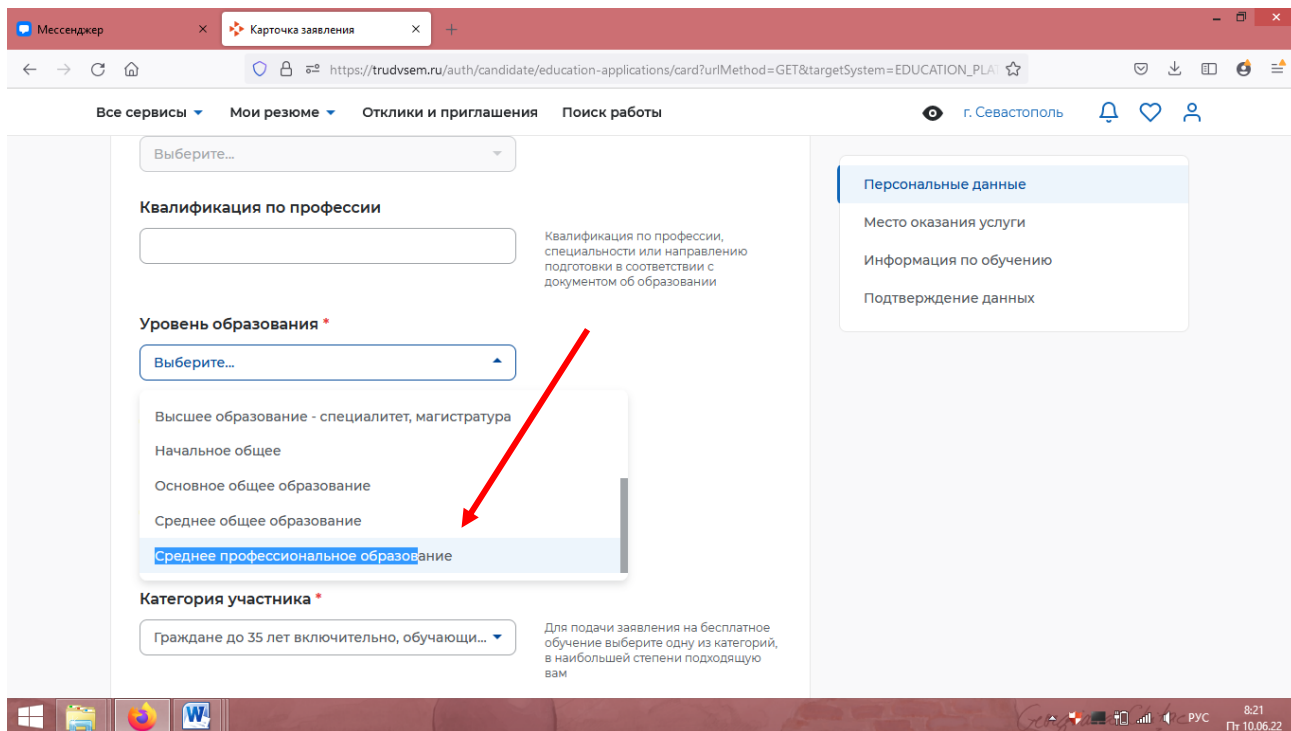 Мессенджер
Карточка заявления
https://trudvsem.ru/auth/candidate/education-applications/card?urlMethod=GET&targetSystem=EDUCATION_PLA
Все сервисы Мои резюме Отклики и приглашения Поиск работы г. Севастополь
Выберите...
Квалификация по профессии
Квалификация по профессии,
специальности или направлению
подготовки в соответствии с
документом об образовании
Уровень образования *
Выберите...
Высшее образование - специалитет, магистратура
Начальное общее
Основное общее образование
Среднее общее образование
Среднее профессиональное образование
Категория участника *
Граждане до 35 лет включительно, обучающи...
Для подачи заявления на бесплатное
обучение выберите одну из категорий,
в наибольшей степени подходящую
вам
Персональные данные
Место оказания услуги
Информация по обучению
Подтверждение данных
РУС
8:21
Пт 10.06.22